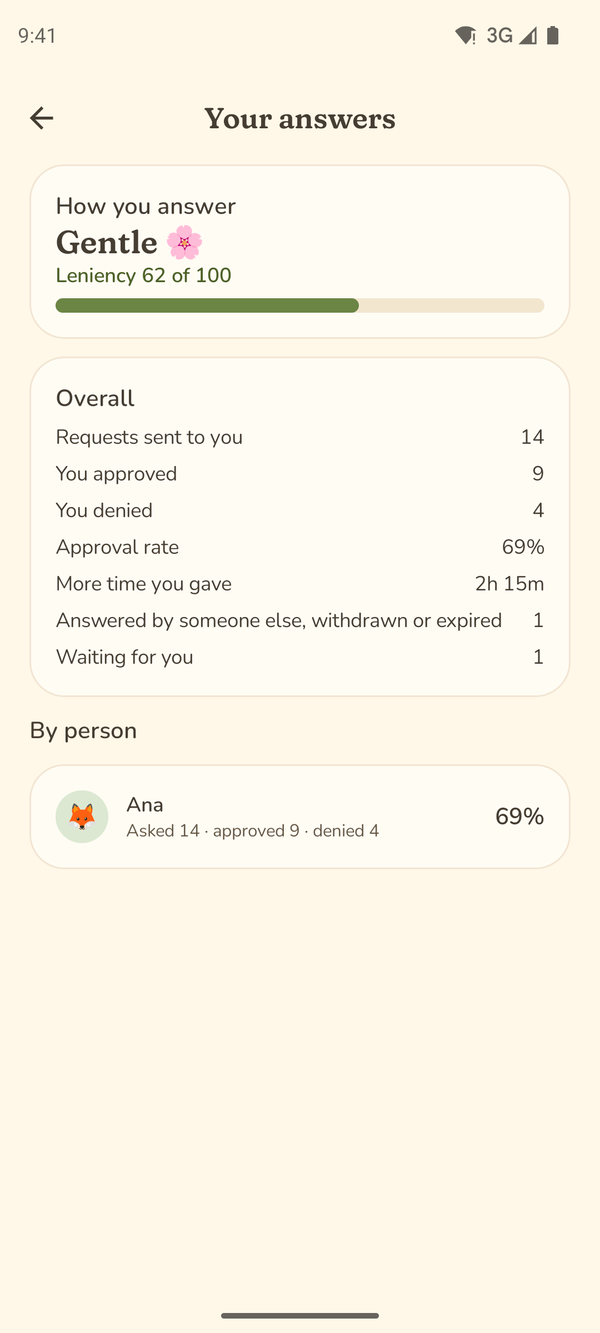 9:41
3G
Your answers
How you answer
Gentle 🌸
Leniency 62 of 100
Overall
Requests sent to you 14
You approved 9
You denied 4
Approval rate 69%
More time you gave 2h 15m
Answered by someone else, withdrawn or expired 1
Waiting for you 1
By person
Ana
Asked 14 · approved 9 · denied 4
69%